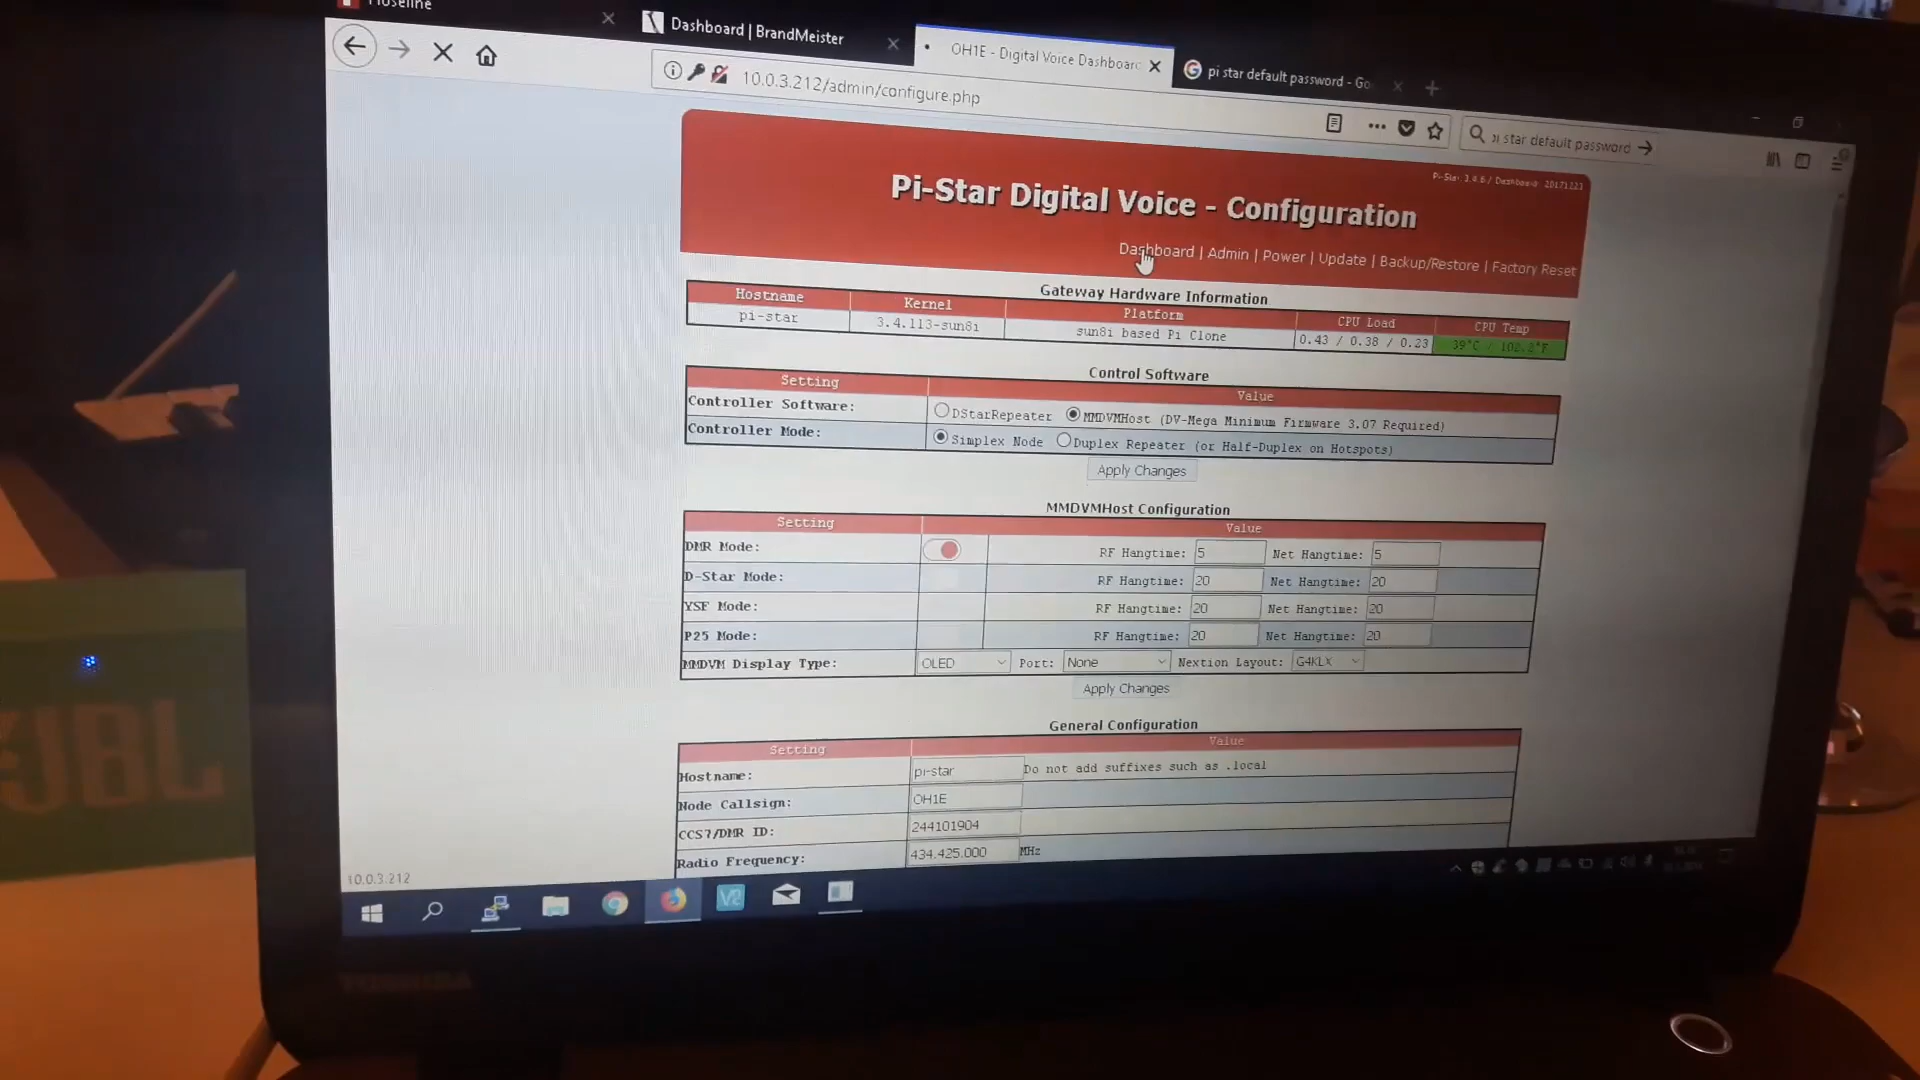 Hoseline
Dashboard | BrandMeister
OH1E - Digital Voice Dashboar
pi star default password - Go
10.0.3.212/admin/configure.php
star default password
Pi-Star Digital Voice - Configuration
Dashboard | Admin | Power | Update | Backup/Restore | Factory Reset
Gateway Hardware Information
Hostname Kernel Platform CPU Load CPU Temp
pi-star 3.4.113-sun8i sun8i based Pi Clone 0.43 / 0.38 / 0.23
Control Software
Setting Value
Controller Software: DStarRepeater MMDVMHost (DV-Mega Minimum Firmware 3.07 Required)
Controller Mode: Simplex Node Duplex Repeater (or Half-Duplex on Hotspots)
Apply Changes
MMDVMHost Configuration
Setting Value
DMR Mode: RF Hangtime: 5 Net Hangtime: 5
D-Star Mode: RF Hangtime: 20 Net Hangtime: 20
YSF Mode: RF Hangtime: 20 Net Hangtime: 20
P25 Mode: RF Hangtime: 20 Net Hangtime: 20
MMDVM Display Type: OLED Port: None Nextion Layout: G4KLX
Apply Changes
General Configuration
Setting Value
Hostname: pi-star Do not add suffixes such as .local
Node Callsign: OH1E
CCS7/DMR ID: 244101904
Radio Frequency: 434.425.000 MHz
10.0.3.212
JBL
TOSHIBA